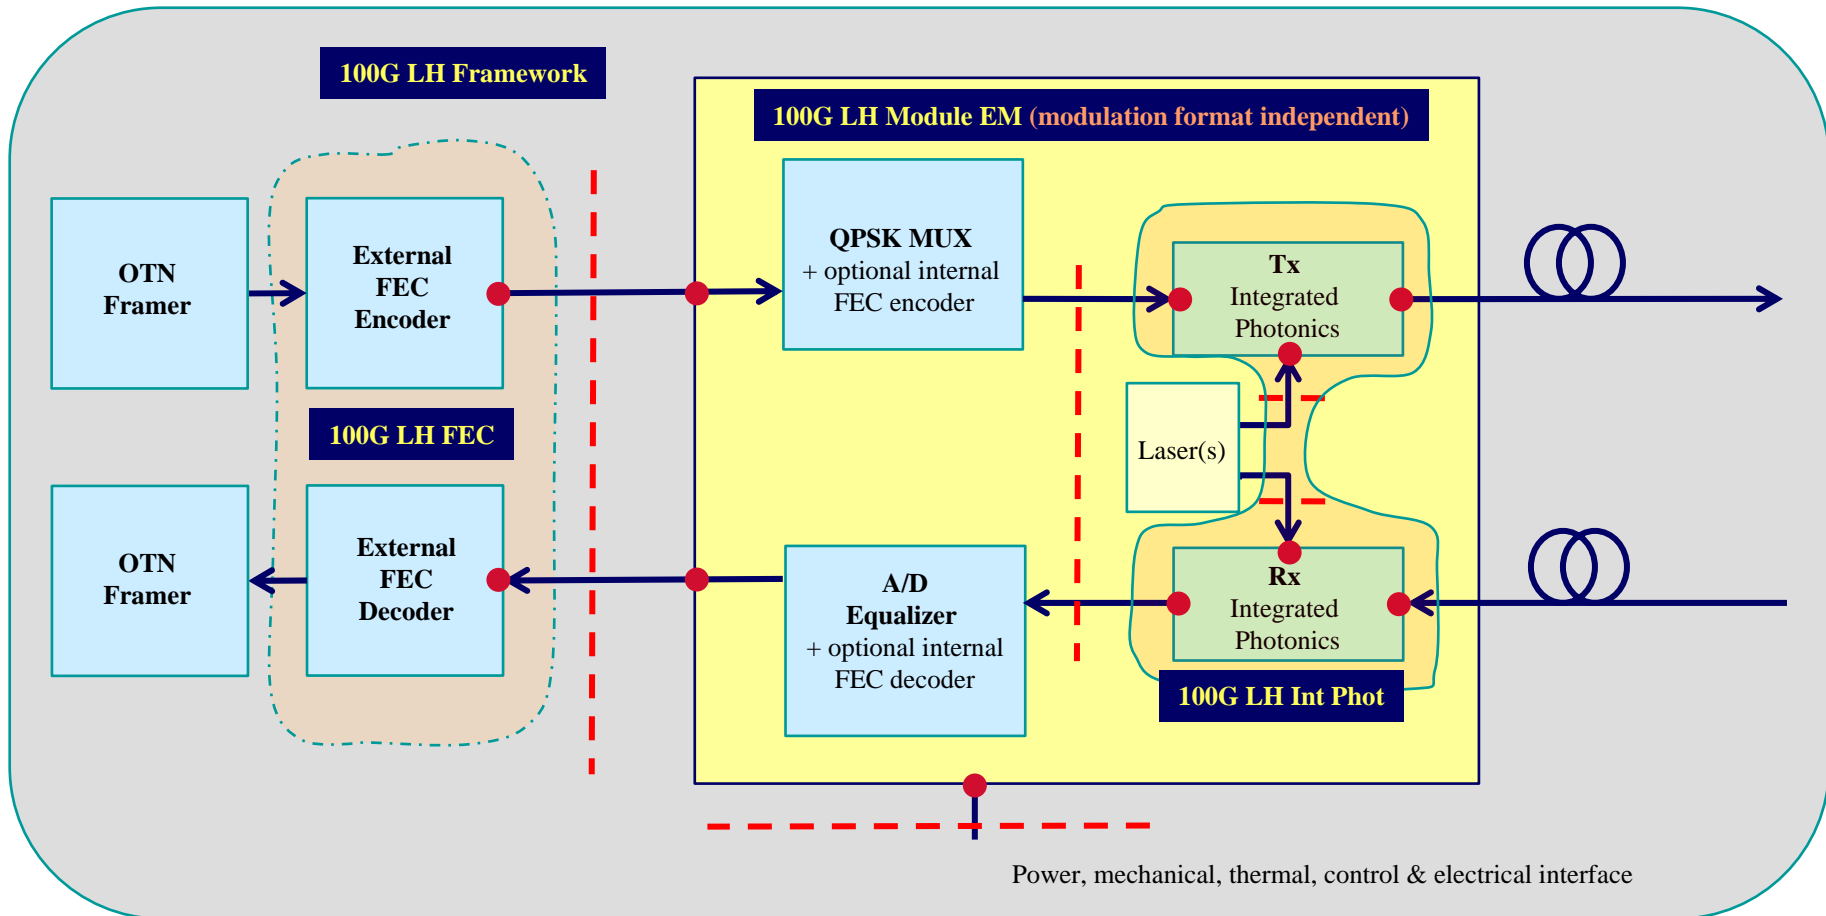 100G LH Framework
100G LH Module EM (modulation format independent)
OTN
Framer
External
FEC
Encoder
QPSK MUX
+ optional internal
FEC encoder
Tx
Integrated
Photonics
100G LH FEC
Laser(s)
OTN
Framer
External
FEC
Decoder
A/D
Equalizer
+ optional internal
FEC decoder
Rx
Integrated
Photonics
100G LH Int Phot
Power, mechanical, thermal, control & electrical interface